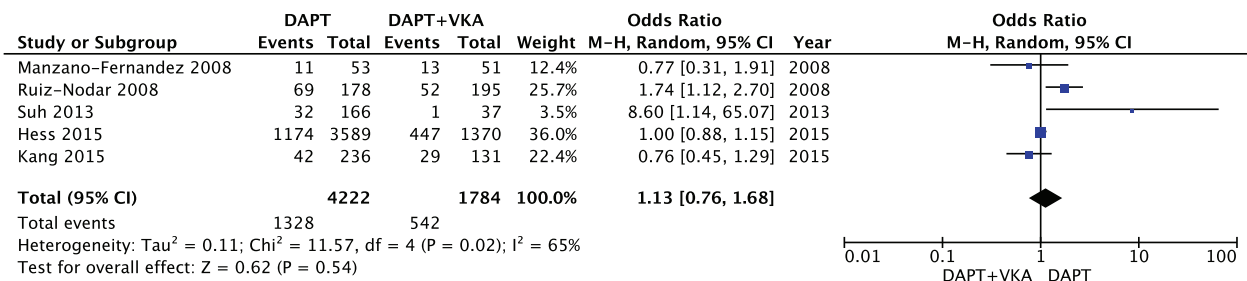 DAPT DAPT+VKA Odds Ratio Odds Ratio
Study or Subgroup Events Total Events Total Weight M-H, Random, 95% CI Year M-H, Random, 95% CI
Manzano-Fernandez 2008 11 53 13 51 12.4% 0.77 [0.31, 1.91] 2008
Ruiz-Nodar 2008 69 178 52 195 25.7% 1.74 [1.12, 2.70] 2008
Suh 2013 32 166 1 37 3.5% 8.60 [1.14, 65.07] 2013
Hess 2015 1174 3589 447 1370 36.0% 1.00 [0.88, 1.15] 2015
Kang 2015 42 236 29 131 22.4% 0.76 [0.45, 1.29] 2015
Total (95% CI) 4222 1784 100.0% 1.13 [0.76, 1.68]
Total events 1328 542
Heterogeneity: Tau² = 0.11; Chi² = 11.57, df = 4 (P = 0.02); I² = 65%
Test for overall effect: Z = 0.62 (P = 0.54)
0.01 0.1 1 10 100
DAPT+VKA DAPT